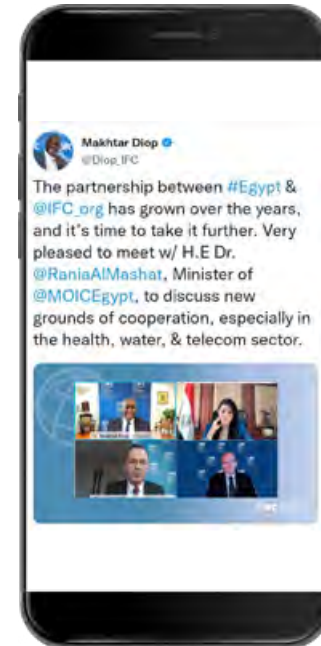 Makhtar Diop
@Diop_IFC
The partnership between #Egypt &
@IFC_org has grown over the years,
and it's time to take it further. Very
pleased to meet w/ H.E Dr.
@RaniaAlMashat, Minister of
@MOICEgypt, to discuss new
grounds of cooperation, especially in
the health, water, & telecom sector.